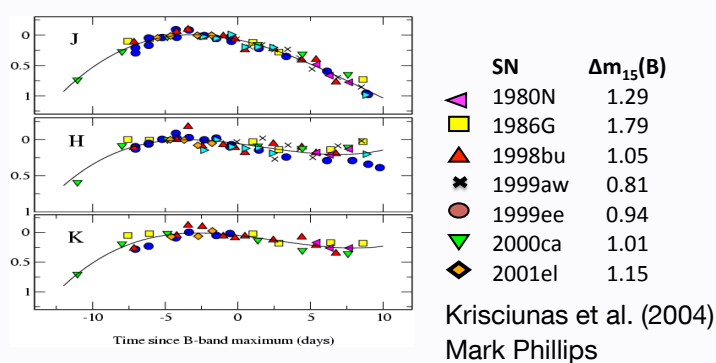 J
0
0.5
1
H
0
0.5
1
K
0
0.5
1
-10 -5 0 5 10
Time since B-band maximum (days)
SN Δm₁₅(B)
1980N 1.29
1986G 1.79
1998bu 1.05
1999aw 0.81
1999ee 0.94
2000ca 1.01
2001el 1.15
Krisciunas et al. (2004)
Mark Phillips